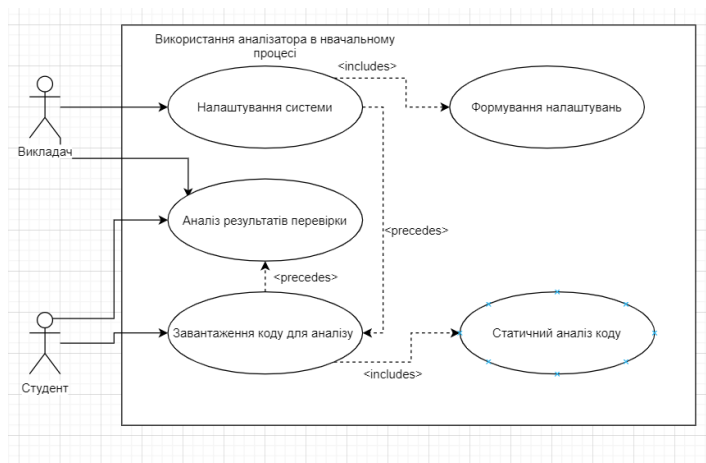 Використання аналізатора в нвачальному
процесі
<includes>
Налаштування системи
Формування налаштувань
Викладач
Аналіз результатів перевірки
<precedes>
<precedes>
Завантаження коду для аналізу
Статичний аналіз коду
<includes>
Студент